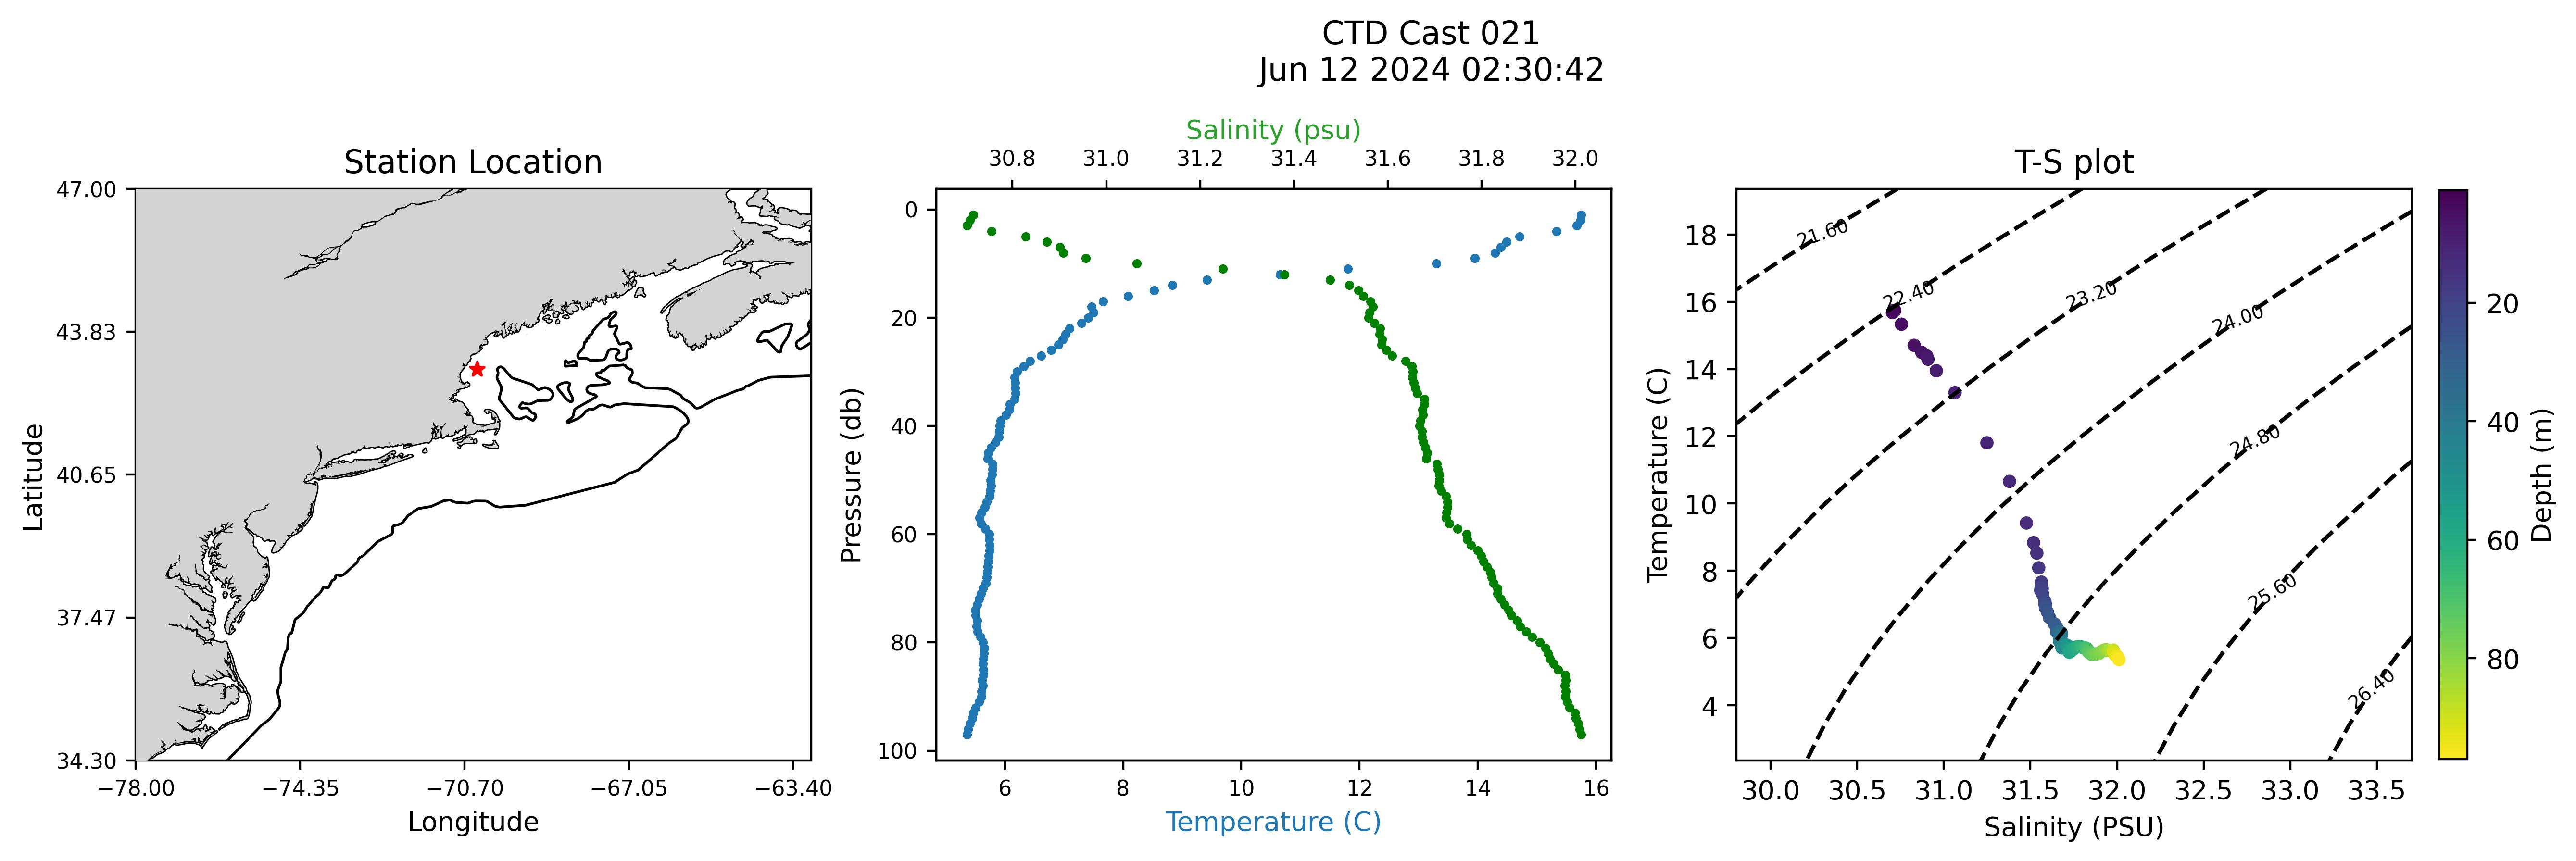 CTD Cast 021
Jun 12 2024 02:30:42
Station Location
47.00
43.83
40.65
37.47
34.30
Latitude
−78.00 −74.35 −70.70 −67.05 −63.40
Longitude
Salinity (psu)
30.8 31.0 31.2 31.4 31.6 31.8 32.0
0
20
40
60
80
100
Pressure (db)
6 8 10 12 14 16
Temperature (C)
T-S plot
18
16
14
12
10
8
6
4
Temperature (C)
21.60
22.40
23.20
24.00
24.80
25.60
26.40
30.0 30.5 31.0 31.5 32.0 32.5 33.0 33.5
Salinity (PSU)
20
40
60
80
Depth (m)